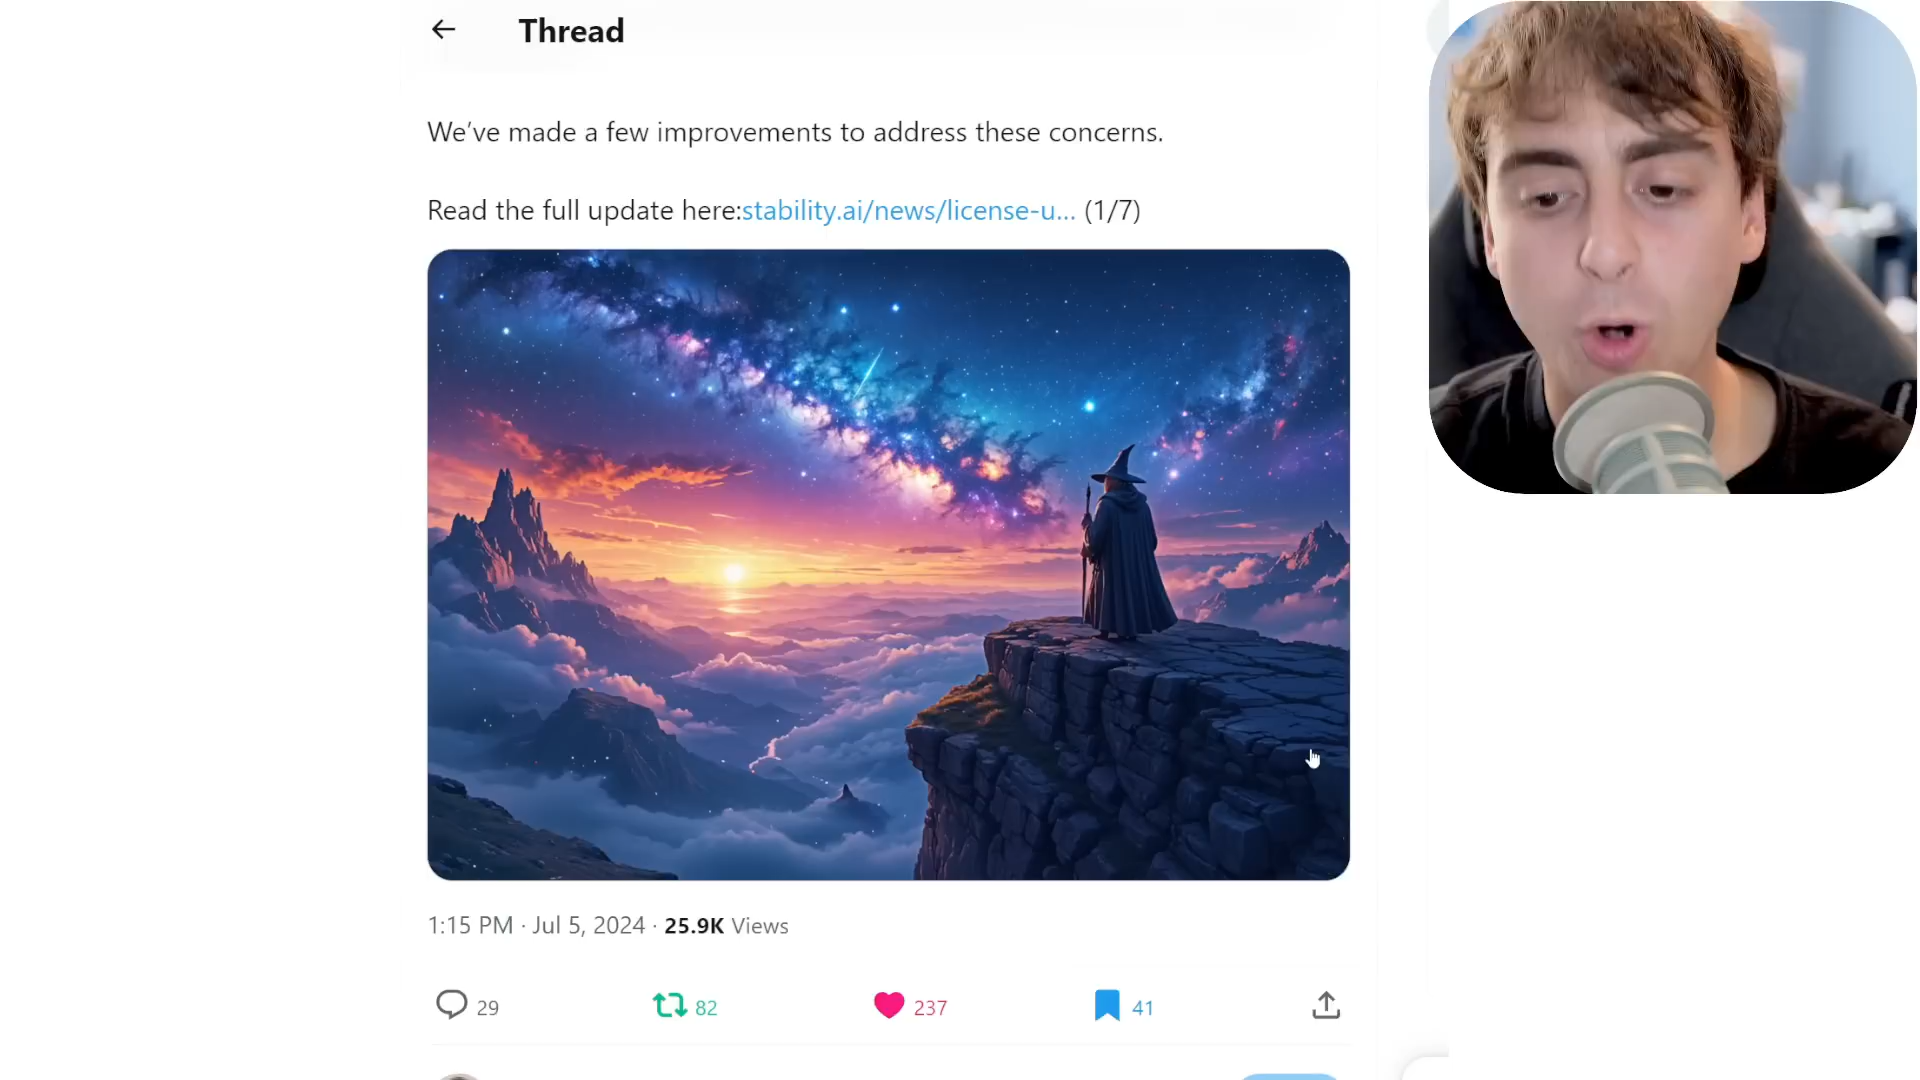 Thread
We’ve made a few improvements to address these concerns.
Read the full update here:stability.ai/news/license-u... (1/7)
1:15 PM · Jul 5, 2024 · 25.9K Views
29 82 237 41